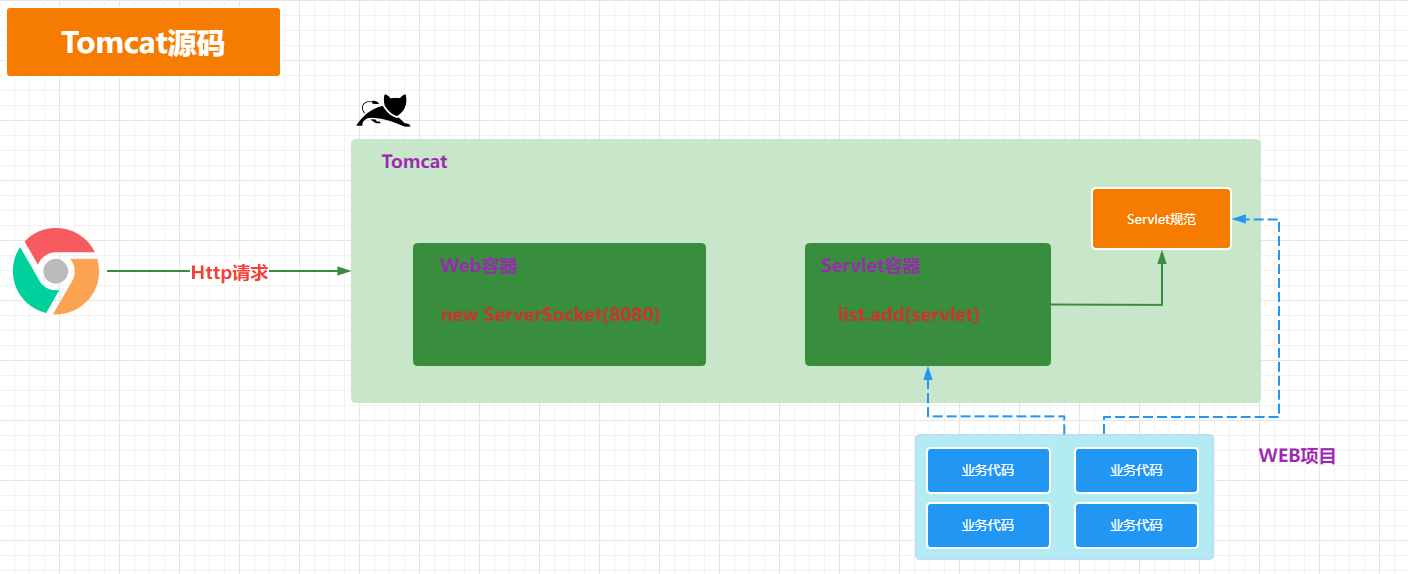 Tomcat源码
Tomcat
Servlet规范
Http请求
Web容器
new ServerSocket(8080)
Servlet容器
list.add(servlet)
WEB项目
业务代码
业务代码
业务代码
业务代码